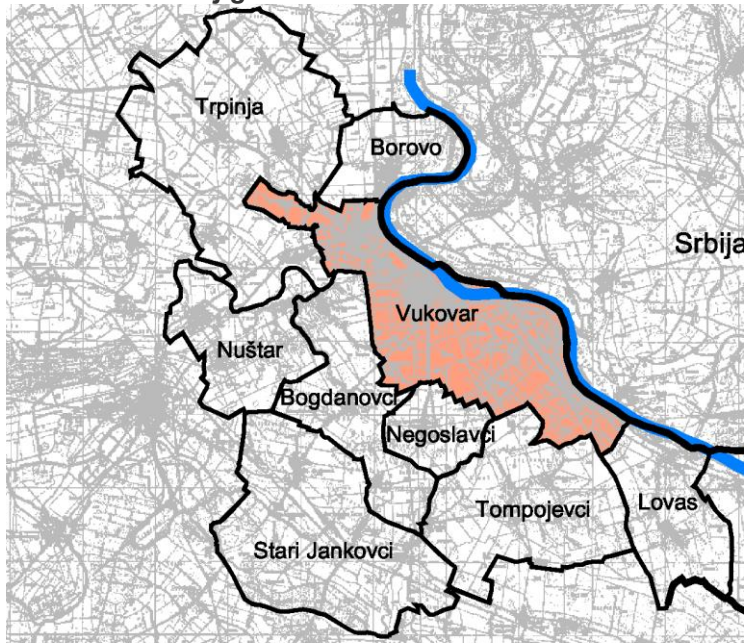 Trpinja
Borovo
Srbija
Vukovar
Nuštar
Bogdanovci
Negoslavci
Tompojevci
Lovas
Stari Jankovci